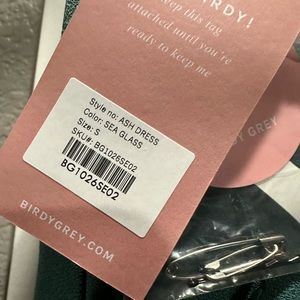 BIRDY!
keep this tag
attached until you're
ready to keep me
Style no: ASH DRESS
Color: SEA GLASS
Size: S
SKU#: BG1026SE02
BG1026SE02
BIRDYGREY.COM
BIRDY GREY